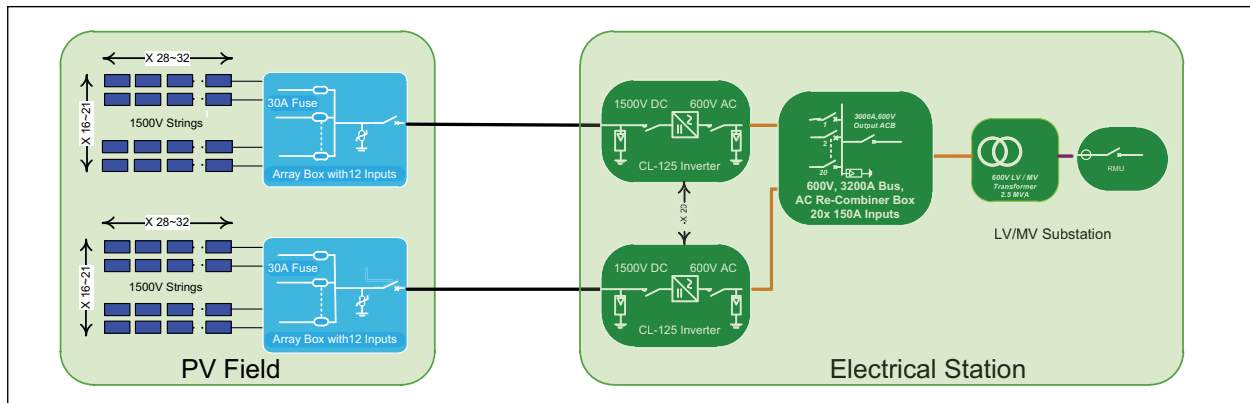 X 28~32
X 16~21
1500V Strings
30A Fuse
Array Box with12 Inputs
X 28~32
X 16~21
1500V Strings
30A Fuse
Array Box with12 Inputs
PV Field
1500V DC
600V AC
CL-125 Inverter
X 20
1500V DC
600V AC
CL-125 Inverter
3000A,600V
Output ACB
1
2
20
600V, 3200A Bus,
AC Re-Combiner Box
20x 150A Inputs
600V LV / MV
Transformer
2.5 MVA
RMU
LV/MV Substation
Electrical Station